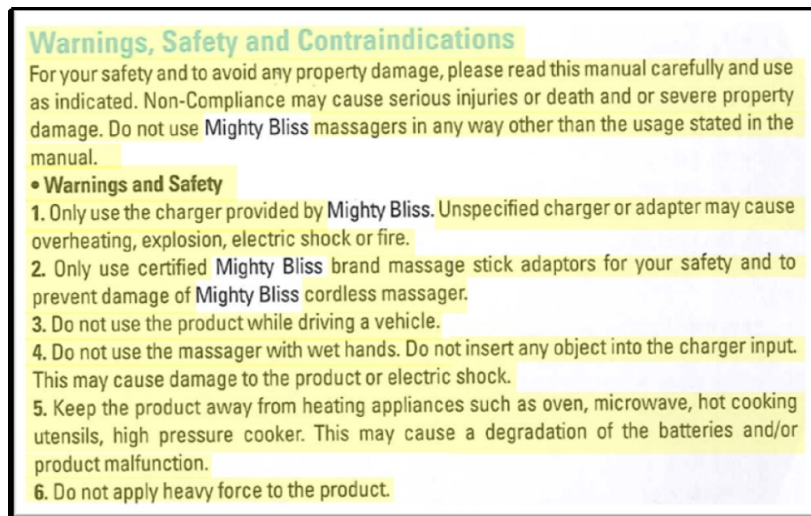 Warnings, Safety and Contraindications
For your safety and to avoid any property damage, please read this manual carefully and use
as indicated. Non-Compliance may cause serious injuries or death and or severe property
damage. Do not use Mighty Bliss massagers in any way other than the usage stated in the
manual.
• Warnings and Safety
1. Only use the charger provided by Mighty Bliss. Unspecified charger or adapter may cause
overheating, explosion, electric shock or fire.
2. Only use certified Mighty Bliss brand massage stick adaptors for your safety and to
prevent damage of Mighty Bliss cordless massager.
3. Do not use the product while driving a vehicle.
4. Do not use the massager with wet hands. Do not insert any object into the charger input.
This may cause damage to the product or electric shock.
5. Keep the product away from heating appliances such as oven, microwave, hot cooking
utensils, high pressure cooker. This may cause a degradation of the batteries and/or
product malfunction.
6. Do not apply heavy force to the product.